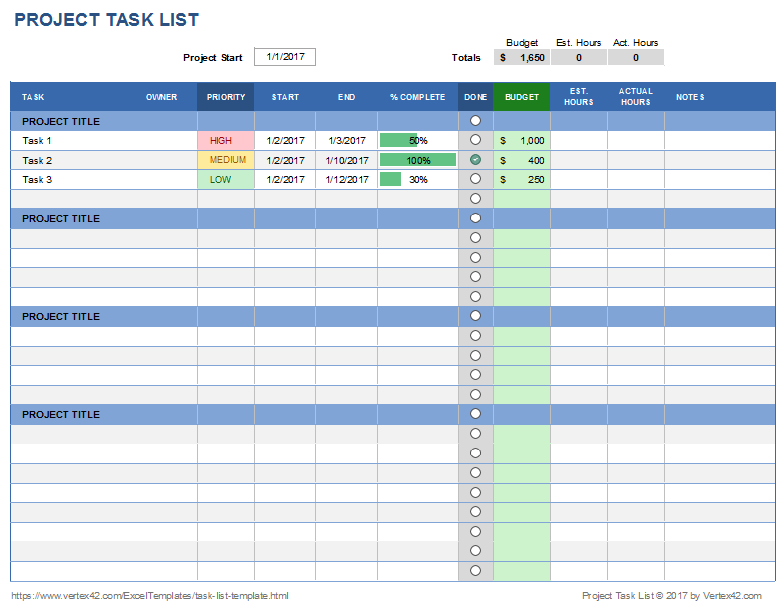 PROJECT TASK LIST
Budget Est. Hours Act. Hours
Project Start 1/1/2017 Totals $ 1,650 0 0
TASK OWNER PRIORITY START END % COMPLETE DONE BUDGET EST. HOURS ACTUAL HOURS NOTES
PROJECT TITLE
Task 1 HIGH 1/2/2017 1/3/2017 50% $ 1,000
Task 2 MEDIUM 1/2/2017 1/10/2017 100% $ 400
Task 3 LOW 1/2/2017 1/12/2017 30% $ 250
PROJECT TITLE
PROJECT TITLE
PROJECT TITLE
https://www.vertex42.com/ExcelTemplates/task-list-template.html Project Task List © 2017 by Vertex42.com